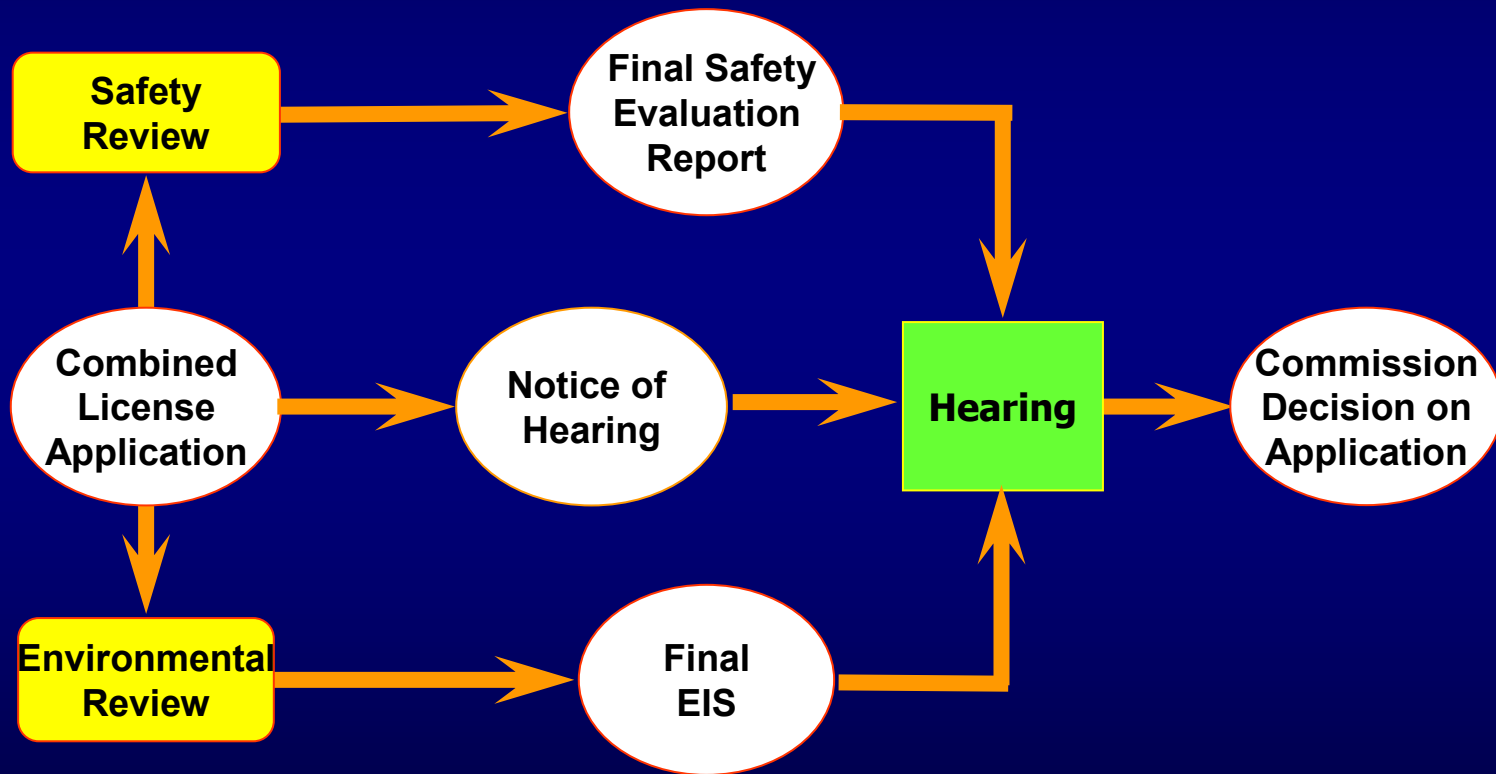 Safety
Review
Final Safety
Evaluation
Report
Combined
License
Application
Notice of
Hearing
Hearing
Commission
Decision on
Application
Environmental
Review
Final
EIS